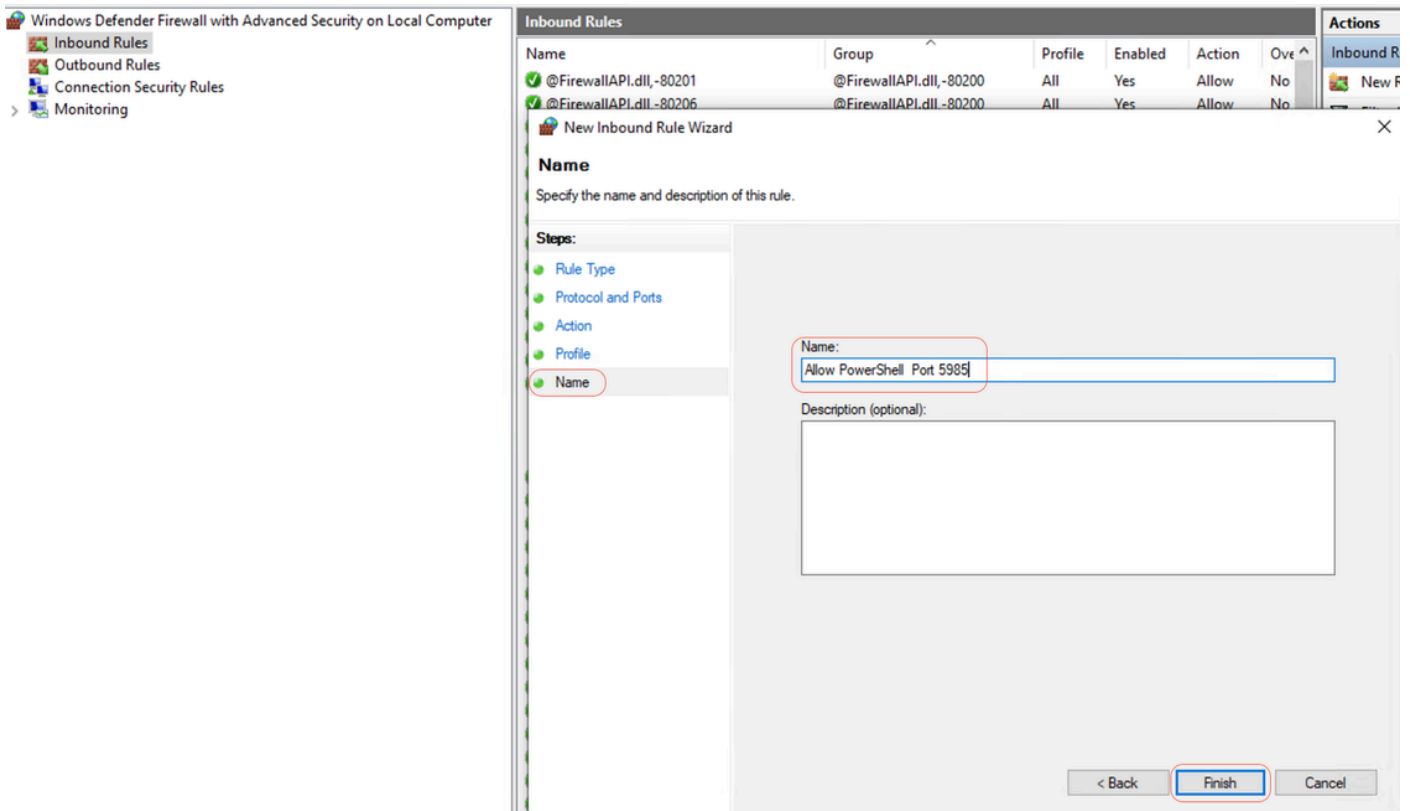 Windows Defender Firewall with Advanced Security on Local Computer
Inbound Rules
Outbound Rules
Connection Security Rules
Monitoring
Inbound Rules
Name Group Profile Enabled Action Ove
@FirewallAPI.dll,-80201 @FirewallAPI.dll,-80200 All Yes Allow No
@FirewallAPI.dll,-80206 @FirewallAPI.dll,-80200 All Yes Allow No
Actions
Inbound R
New R
New Inbound Rule Wizard
Name
Specify the name and description of this rule.
Steps:
Rule Type
Protocol and Ports
Action
Profile
Name
Name:
Allow PowerShell  Port 5985
Description (optional):
< Back Finish Cancel